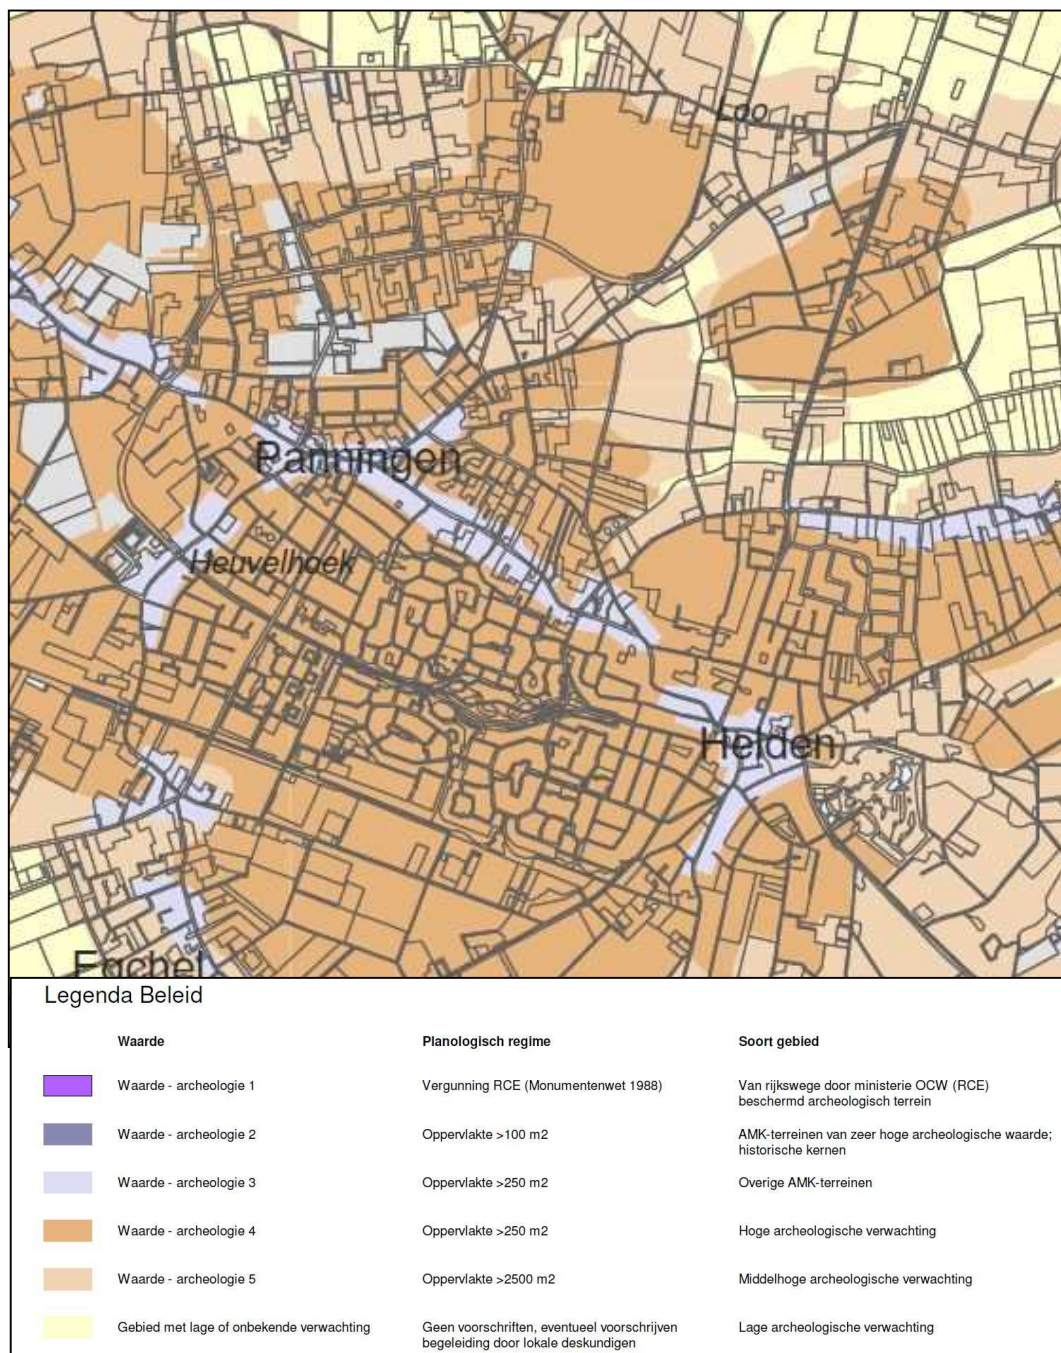 Loo
Panningen
Heuvelhoek
Helden
Egchel
Legenda Beleid
Waarde Planologisch regime Soort gebied
Waarde - archeologie 1 Vergunning RCE (Monumentenwet 1988) Van rijkswege door ministerie OCW (RCE)
beschermd archeologisch terrein
Waarde - archeologie 2 Oppervlakte >100 m2 AMK-terreinen van zeer hoge archeologische waarde;
historische kernen
Waarde - archeologie 3 Oppervlakte >250 m2 Overige AMK-terreinen
Waarde - archeologie 4 Oppervlakte >250 m2 Hoge archeologische verwachting
Waarde - archeologie 5 Oppervlakte >2500 m2 Middelhoge archeologische verwachting
Gebied met lage of onbekende verwachting Geen voorschriften, eventueel voorschrijven Lage archeologische verwachting
begeleiding door lokale deskundigen